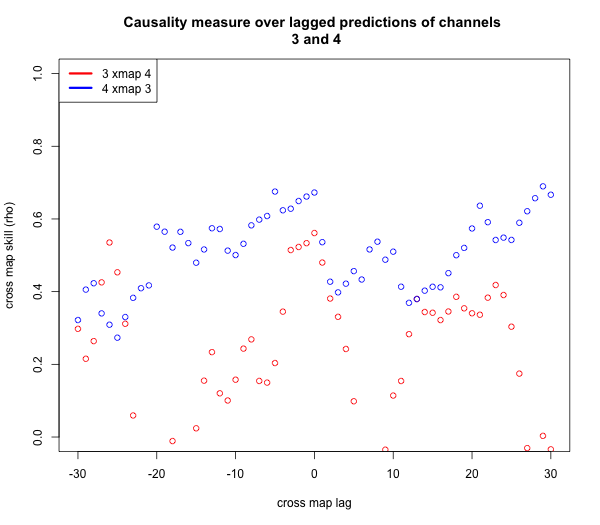 Causality measure over lagged predictions of channels
3 and 4
3 xmap 4
4 xmap 3
cross map skill (rho)
1.0
0.8
0.6
0.4
0.2
0.0
-30 -20 -10 0 10 20 30
cross map lag